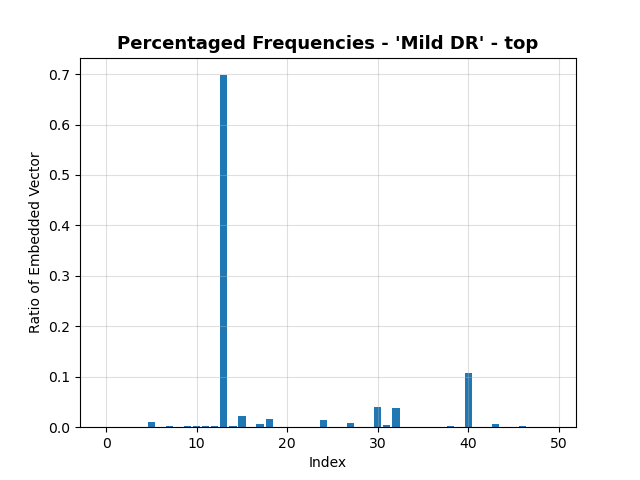 Percentaged Frequencies - 'Mild DR' - top
0.7
0.6
0.5
0.4
0.3
0.2
0.1
0.0
Ratio of Embedded Vector
0 10 20 30 40 50
Index